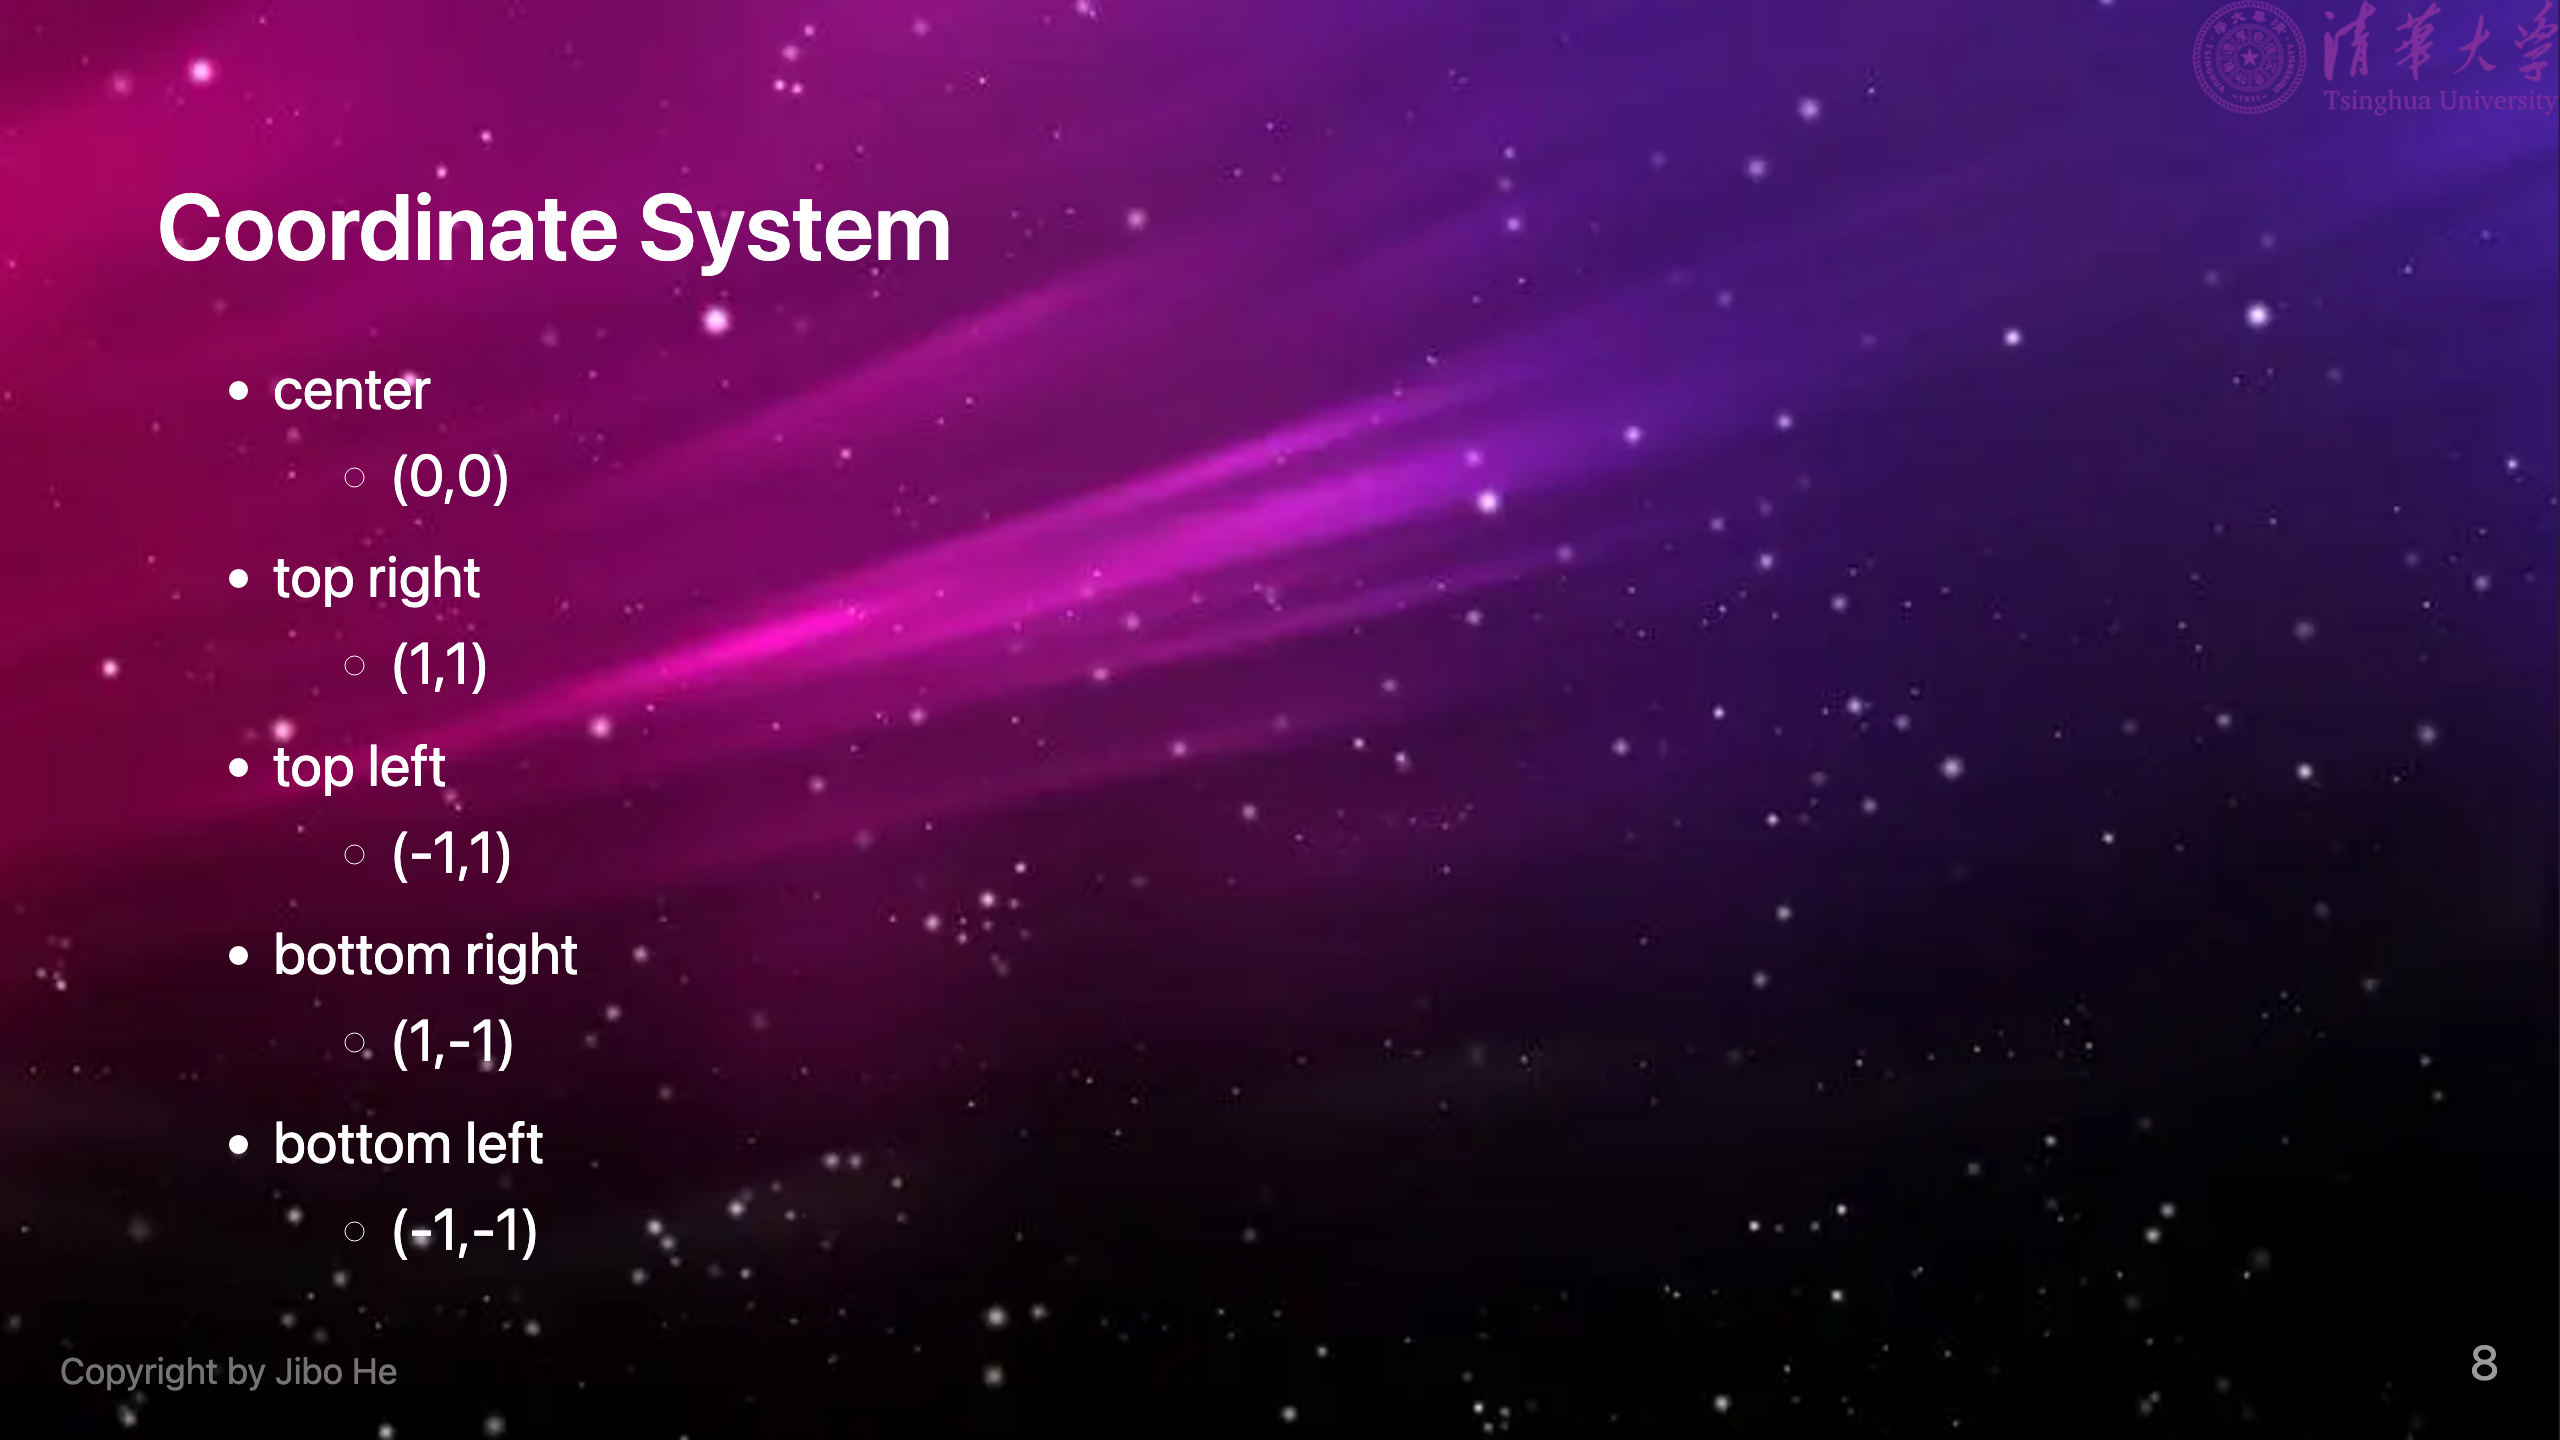 清華大学
Tsinghua University
Coordinate System
• center
○ (0,0)
• top right
○ (1,1)
• top left
○ (-1,1)
• bottom right
○ (1,-1)
• bottom left
○ (-1,-1)
Copyright by Jibo He
8